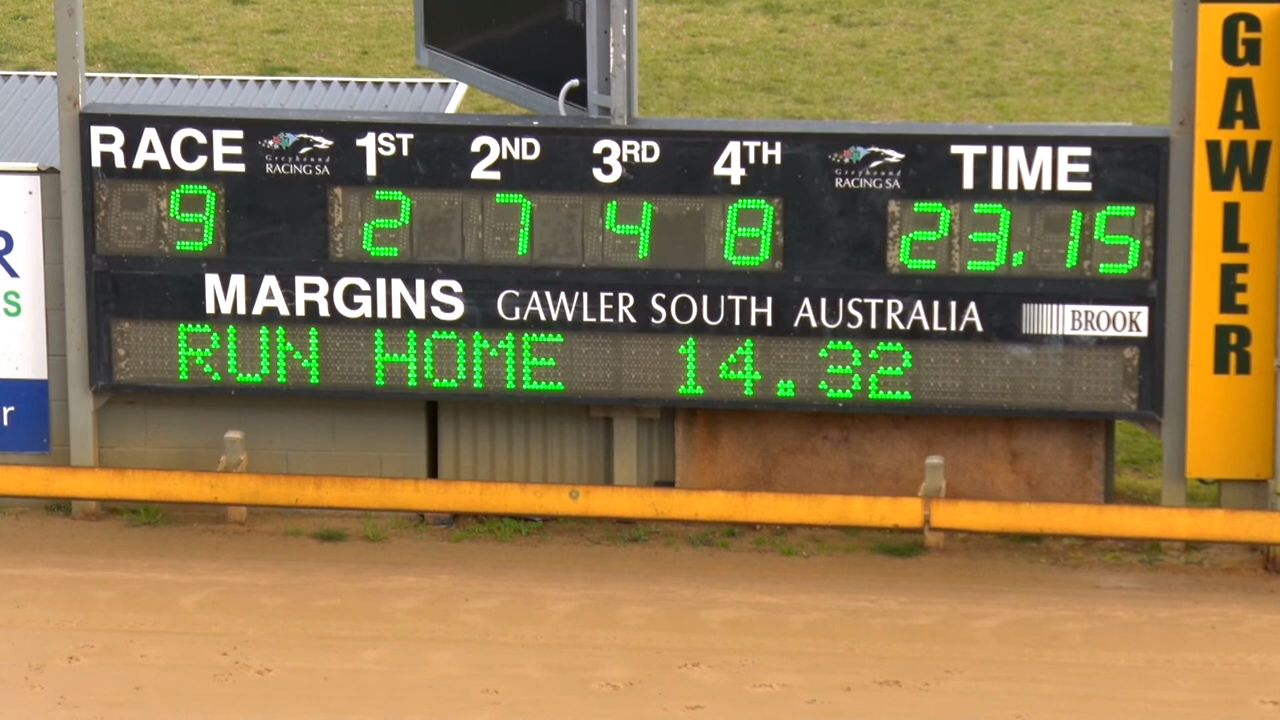 RACE Greyhound RACING SA 1ST 2ND 3RD 4TH Greyhound RACING SA TIME
9 2 7 4 8 23.15
MARGINS GAWLER SOUTH AUSTRALIA BROOK
RUN HOME 14.32
GAWLER
R
S
r